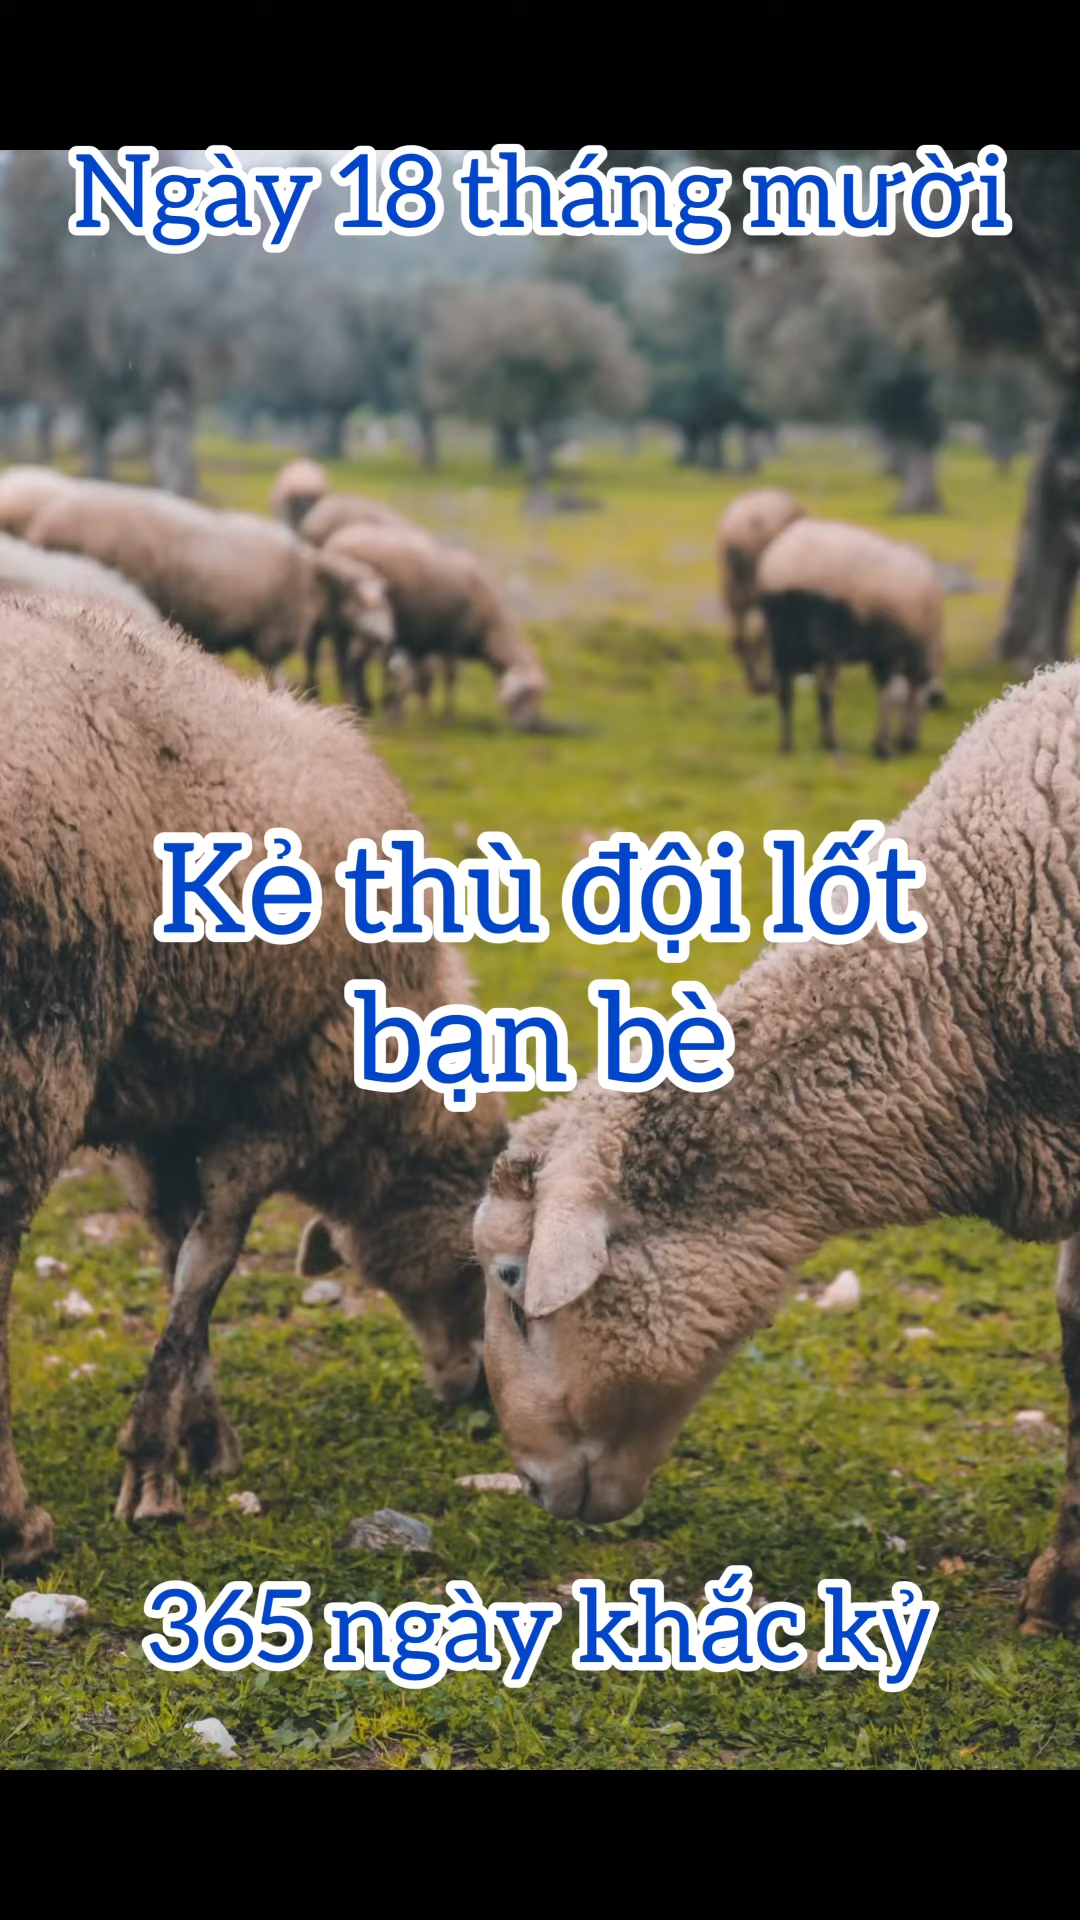 Ngày 18 tháng mười
Kẻ thù đội lốt
bạn bè
365 ngày khắc kỷ